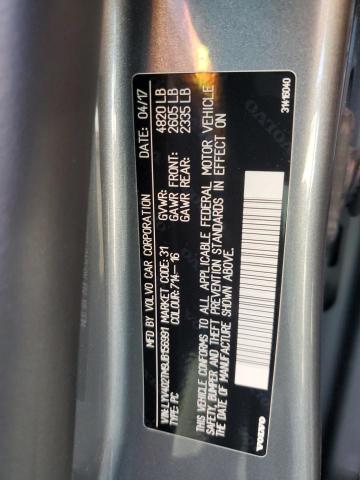 MFD. BY VOLVO CAR CORPORATION DATE: 04/17
VIN: MARKET CODE: 31 GVWR: 4820 LB
TYPE: PC COLOUR: 714--16 GAWR FRONT: 2605 LB
GAWR REAR: 2335 LB
THIS VEHICLE CONFORMS TO ALL APPLICABLE FEDERAL MOTOR VEHICLE
SAFETY, BUMPER AND THEFT PREVENTION STANDARDS IN EFFECT ON
DATE OF MANUFACTURE SHOWN ABOVE.
VOLVO 31416040